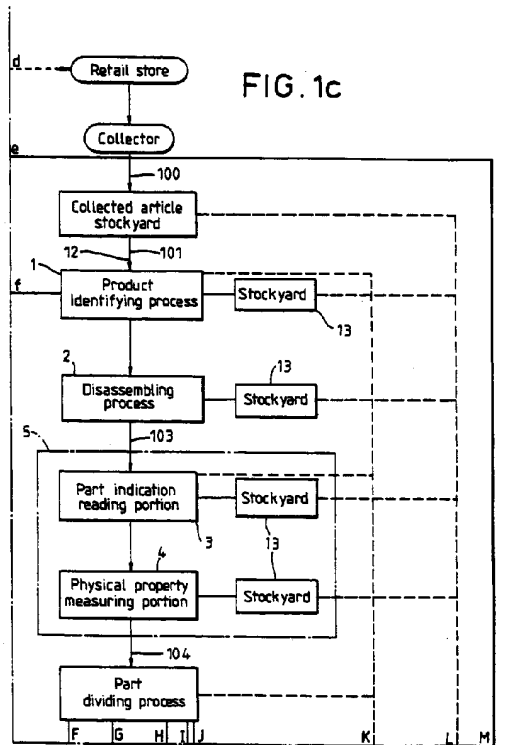 d
Retail store
FIG. 1c
Collector
e
100
Collected article
stockyard
12
101
1
Product
identifying process
Stockyard
f
13
2
Disassembling
process
13
Stockyard
5
103
Part indication
reading portion
Stockyard
3
13
4
Physical property
measuring portion
Stockyard
104
Part
dividing process
F G H I J K L M